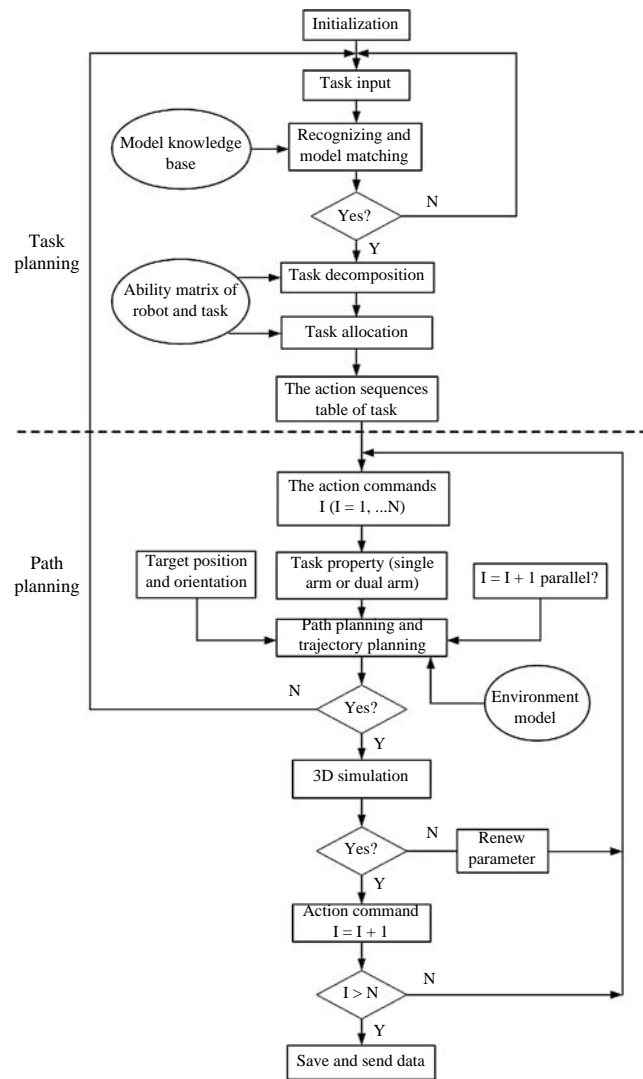 Initialization
Task input
Model knowledge
base
Recognizing and
model matching
Yes?
N
Y
Task
planning
Ability matrix of
robot and task
Task decomposition
Task allocation
The action sequences
table of task
The action commands
I (I = 1, ...N)
Path
planning
Target position
and orientation
Task property (single
arm or dual arm)
I = I + 1 parallel?
Path planning and
trajectory planning
N
Yes?
Environment
model
Y
3D simulation
Yes?
N
Renew
parameter
Y
Action command
I = I + 1
I > N
N
Y
Save and send data